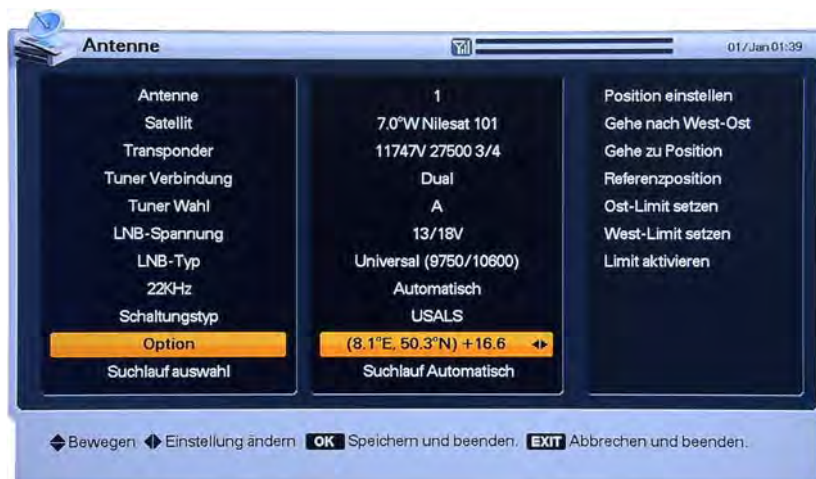 Antenne
01/Jan 01:39
Antenne 1
Satellit 7.0°W Nilesat 101
Transponder 11747V 27500 3/4
Tuner Verbindung Dual
Tuner Wahl A
LNB-Spannung 13/18V
LNB-Typ Universal (9750/10600)
22KHz Automatisch
Schaltungstyp USALS
Option (8.1°E, 50.3°N) +16.6
Suchlauf auswahl Suchlauf Automatisch
Position einstellen
Gehe nach West-Ost
Gehe zu Position
Referenzposition
Ost-Limit setzen
West-Limit setzen
Limit aktivieren
Bewegen Einstellung ändern OK Speichern und beenden. EXIT Abbrechen und beenden.